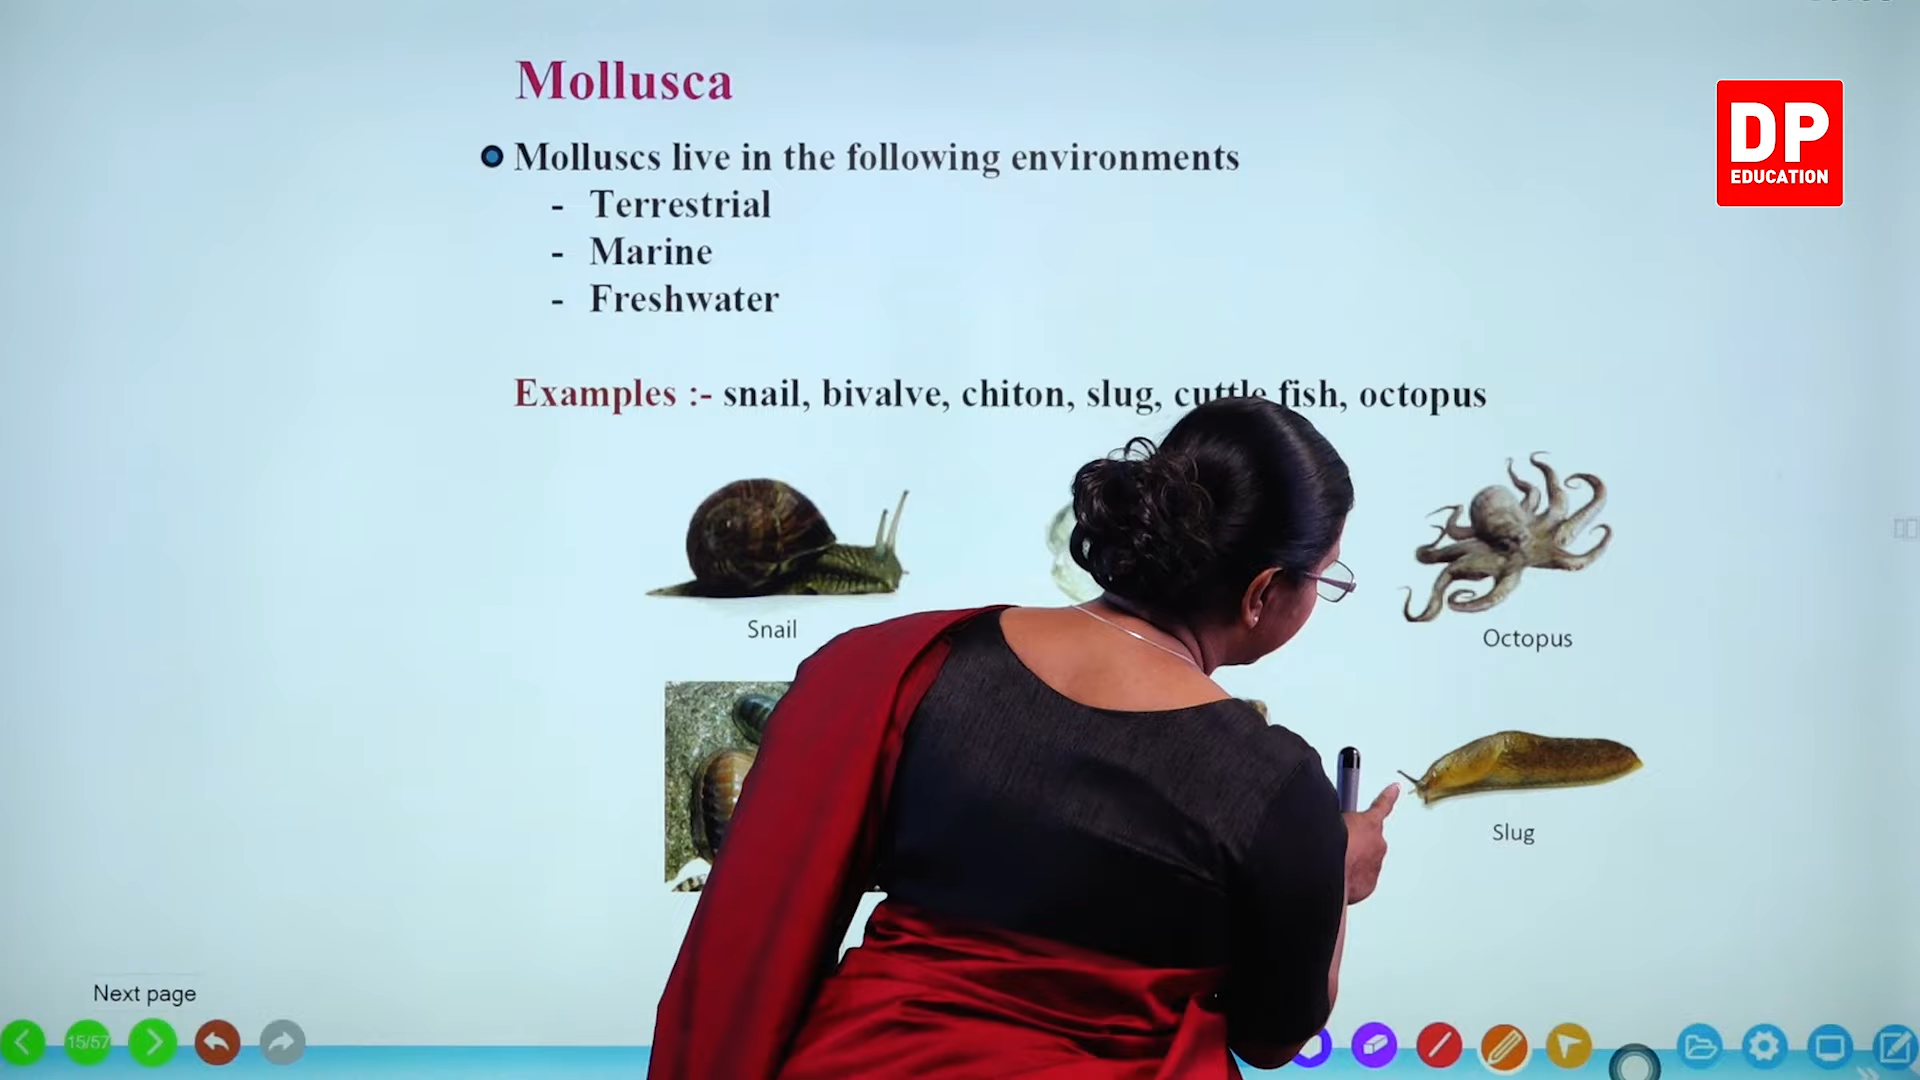 Mollusca
Molluscs live in the following environments
- Terrestrial
- Marine
- Freshwater
Examples :- snail, bivalve, chiton, slug, cuttle fish, octopus
Snail
Octopus
Slug
Next page
15/57
DP
EDUCATION